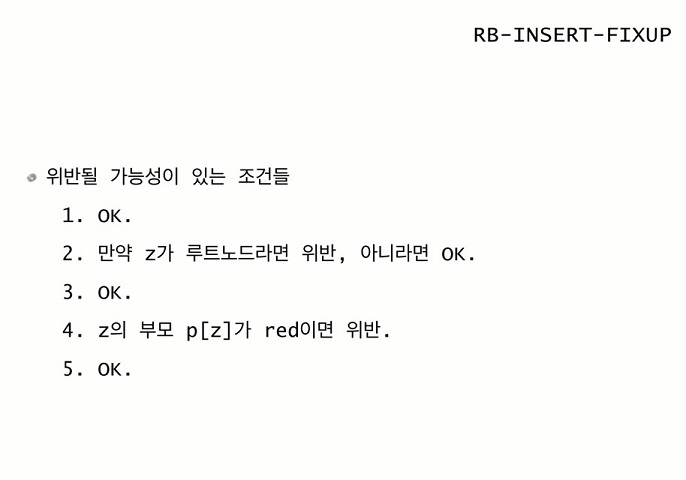 RB-INSERT-FIXUP
위반될 가능성이 있는 조건들
1. OK.
2. 만약 z가 루트노드라면 위반, 아니라면 OK.
3. OK.
4. z의 부모 p[z]가 red이면 위반.
5. OK.